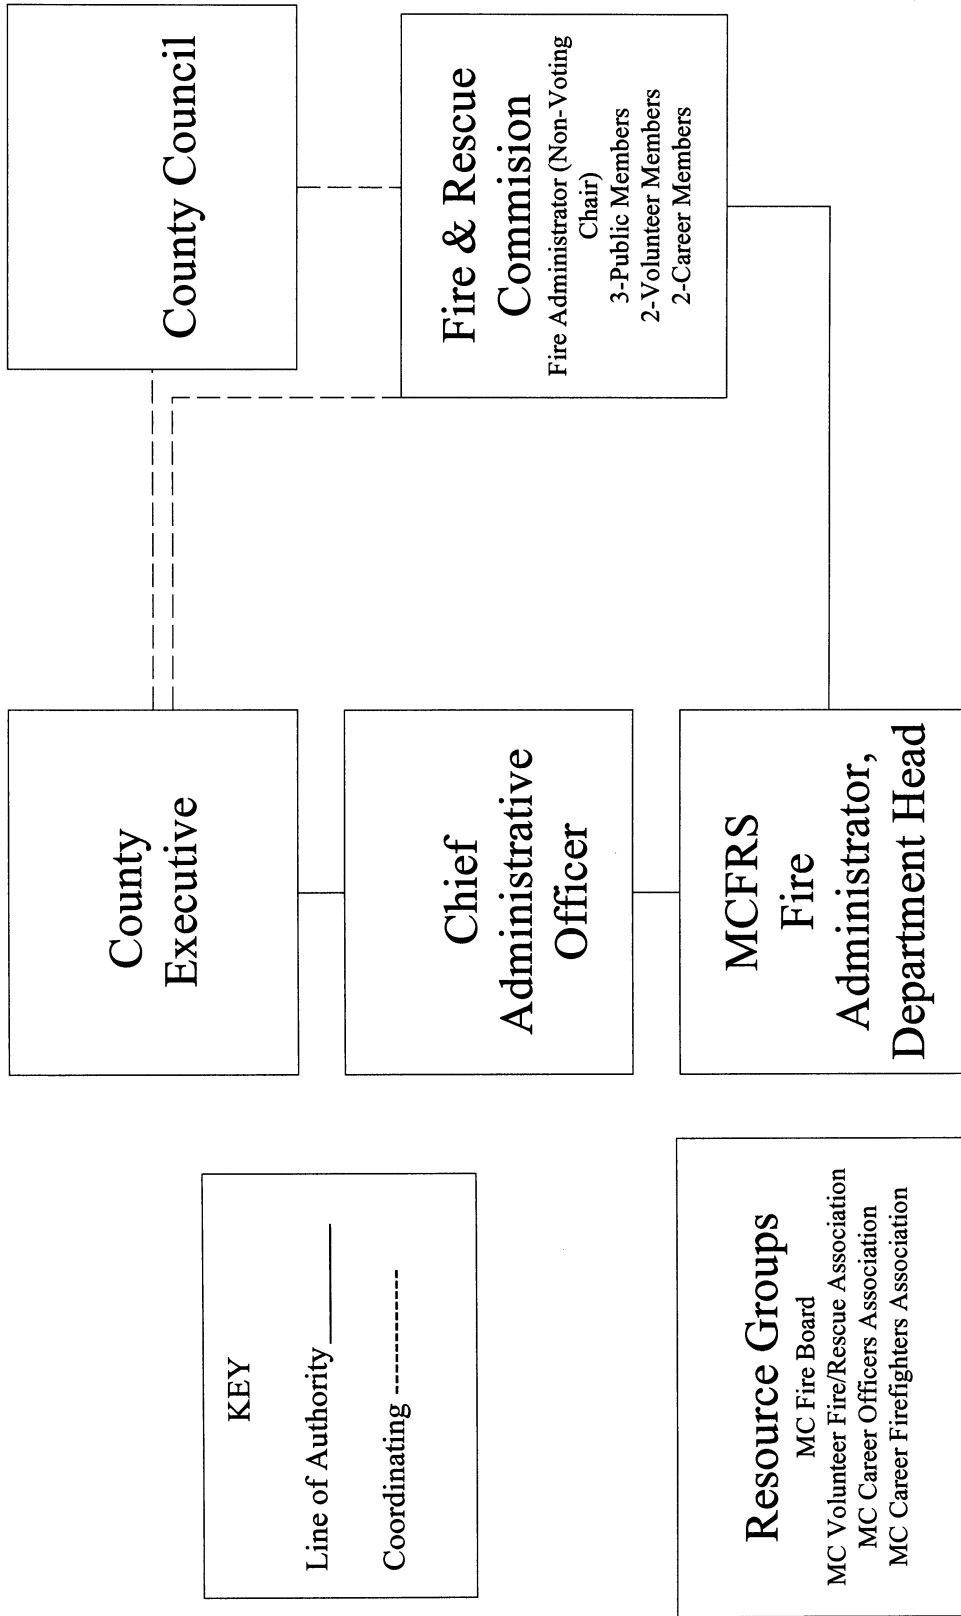 County Council
Fire & Rescue
Commision
Fire Administrator (Non-Voting
Chair)
3-Public Members
2-Volunteer Members
2-Career Members
County
Executive
Chief
Administrative
Officer
MCFRS
Fire
Administrator,
Department Head
KEY
Line of Authority ________
Coordinating -------------
Resource Groups
MC Fire Board
MC Volunteer Fire/Rescue Association
MC Career Officers Association
MC Career Firefighters Association